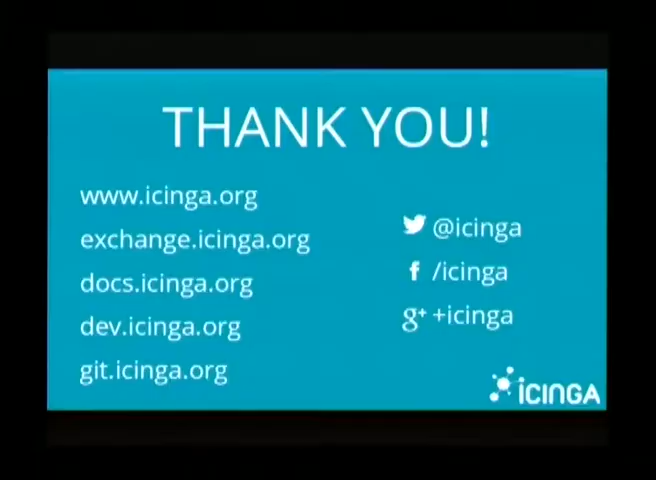 THANK YOU!
www.icinga.org
exchange.icinga.org
docs.icinga.org
dev.icinga.org
git.icinga.org
@icinga
f /icinga
g+ +icinga
ICINGA